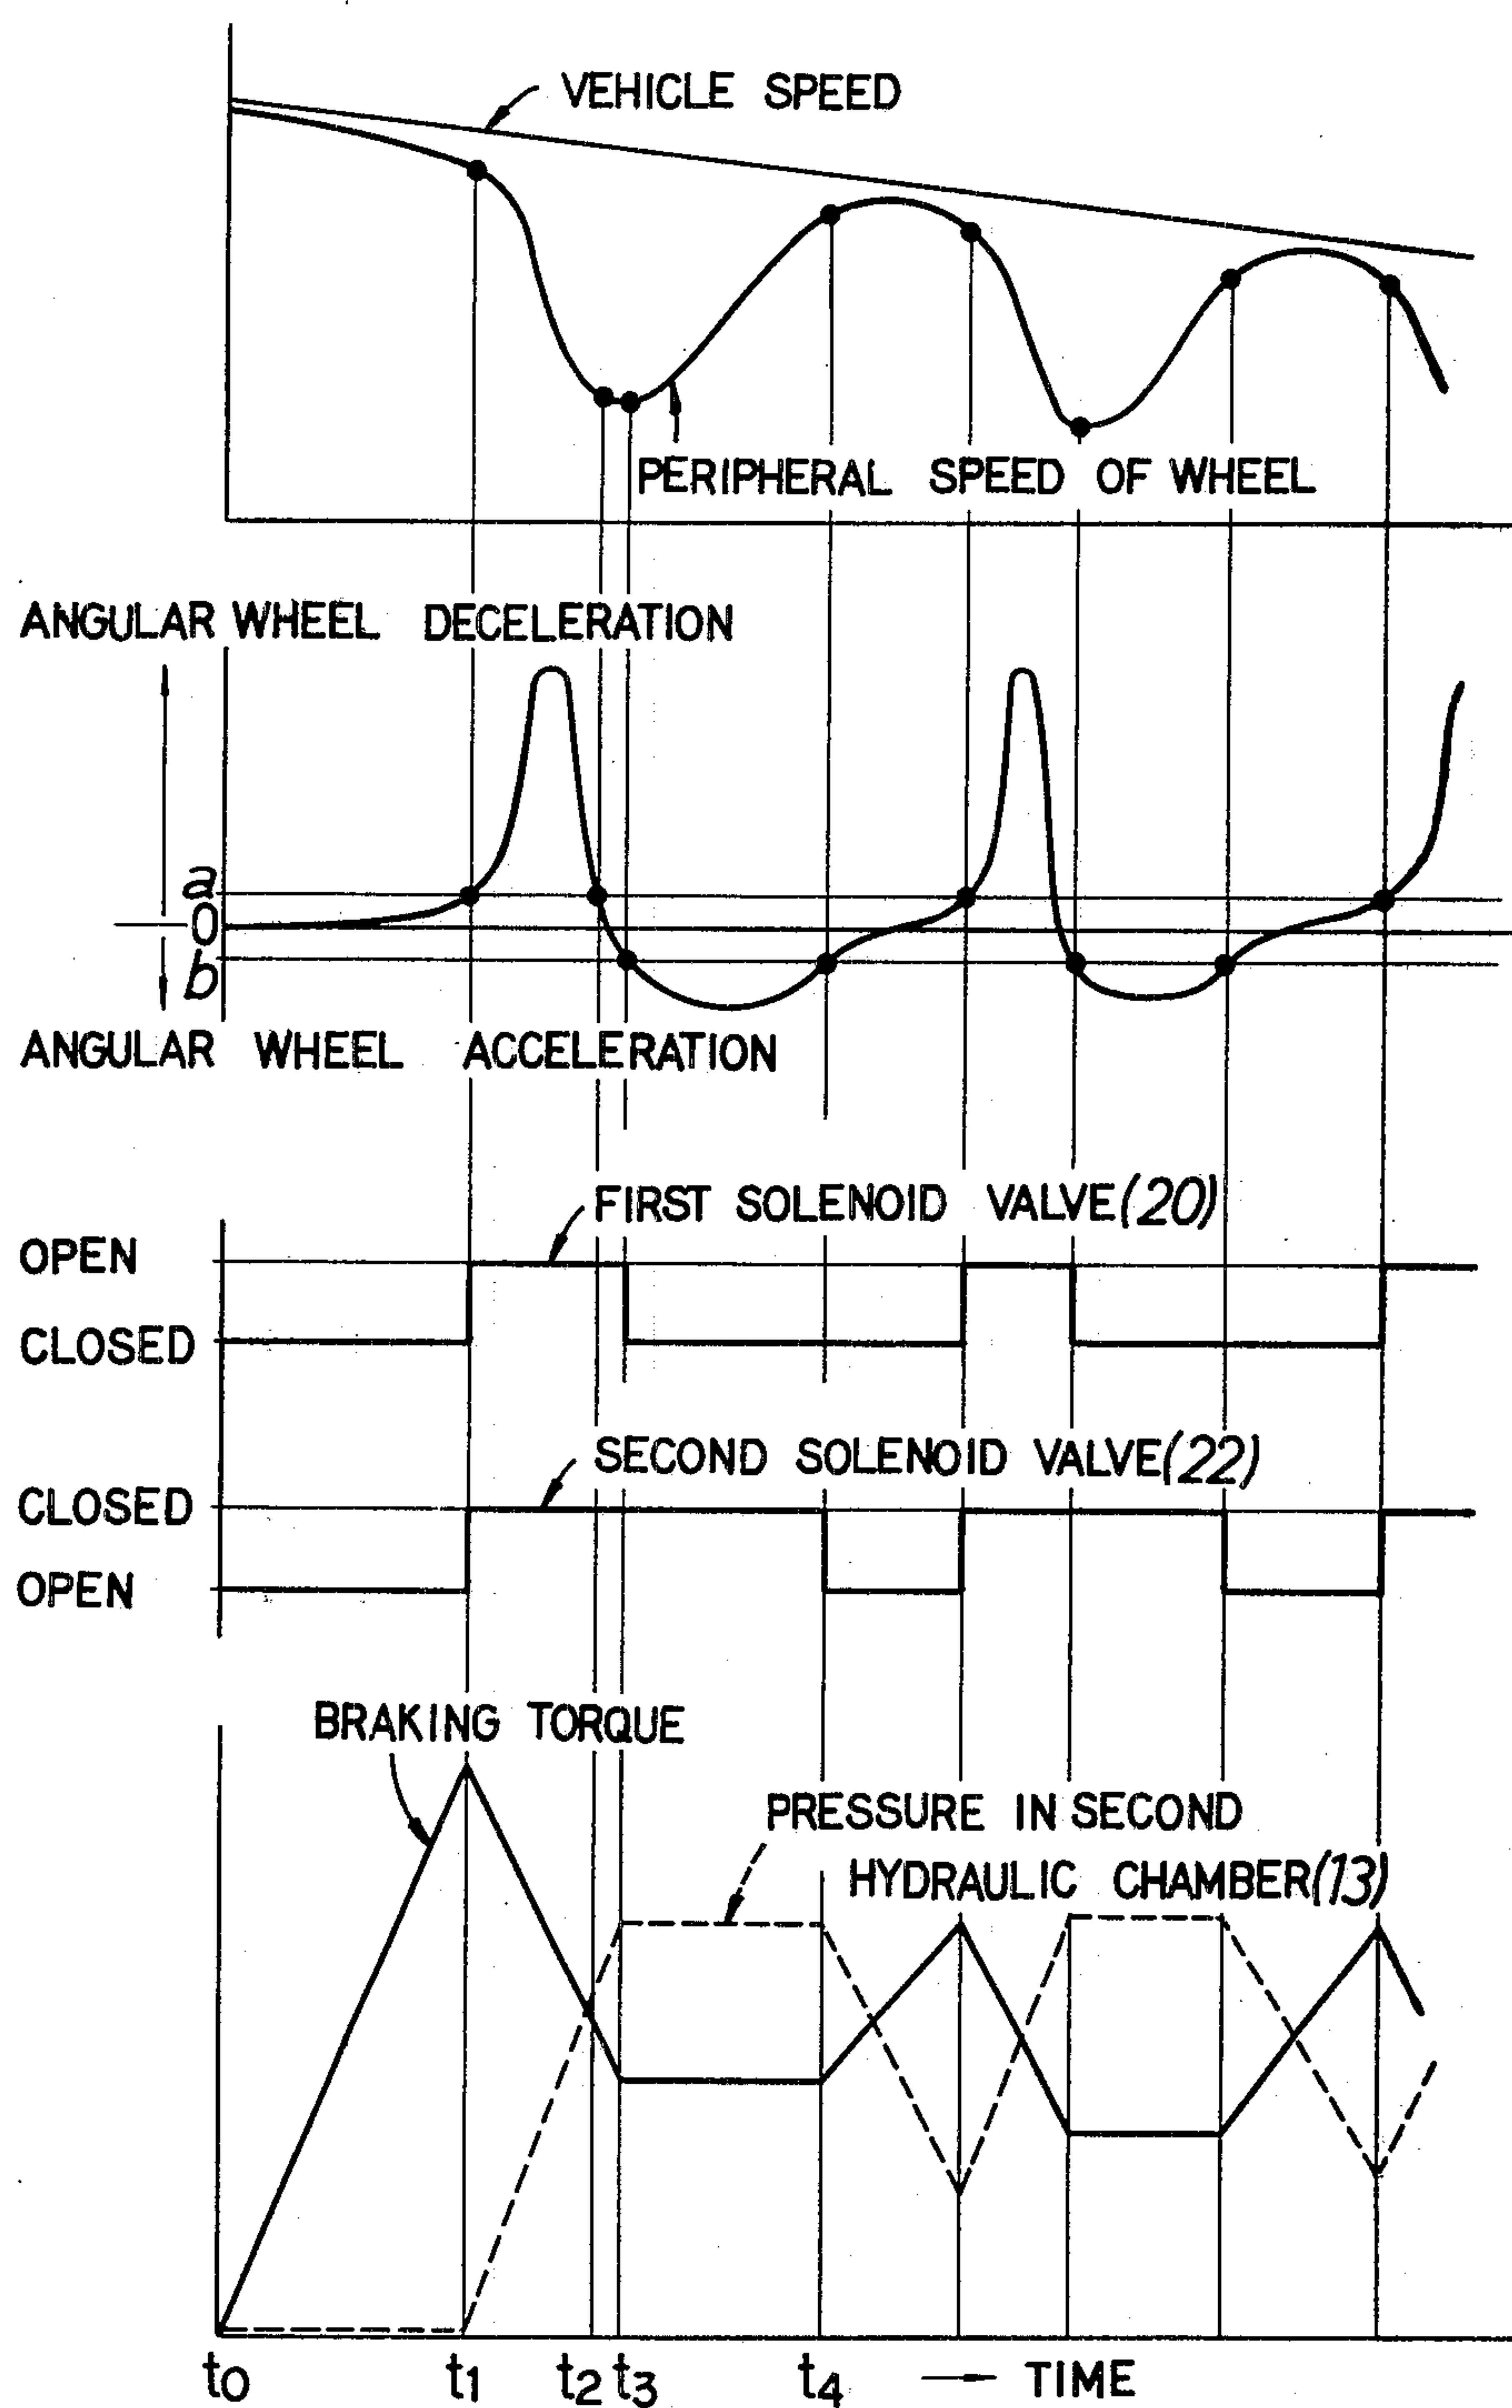 VEHICLE SPEED
PERIPHERAL SPEED OF WHEEL
ANGULAR WHEEL DECELERATION
a
0
b
ANGULAR WHEEL ACCELERATION
FIRST SOLENOID VALVE(20)
OPEN
CLOSED
SECOND SOLENOID VALVE(22)
CLOSED
OPEN
BRAKING TORQUE
PRESSURE IN SECOND
HYDRAULIC CHAMBER(13)
t0 t1 t2 t3 t4 TIME